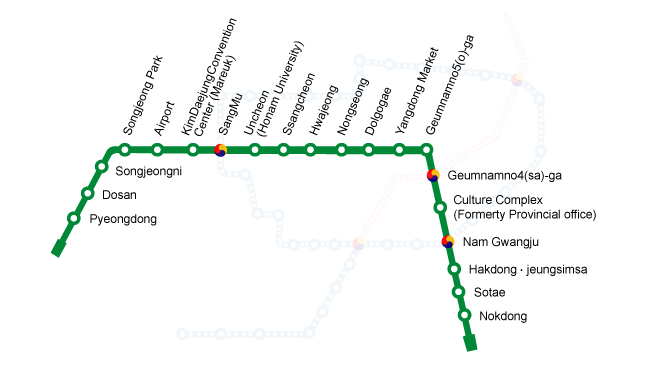 Songjeong Park
Airport
KimDaejungConvention
Center (Mareuk)
SangMu
Uncheon
(Honam University)
Ssangcheon
Hwajeong
Nongseong
Dolgogae
Yangdong Market
Geumnamno5(o)-ga
Songjeongni
Dosan
Pyeongdong
Geumnamno4(sa)-ga
Culture Complex
(Formerty Provincial office)
Nam Gwangju
Hakdong · jeungsimsa
Sotae
Nokdong